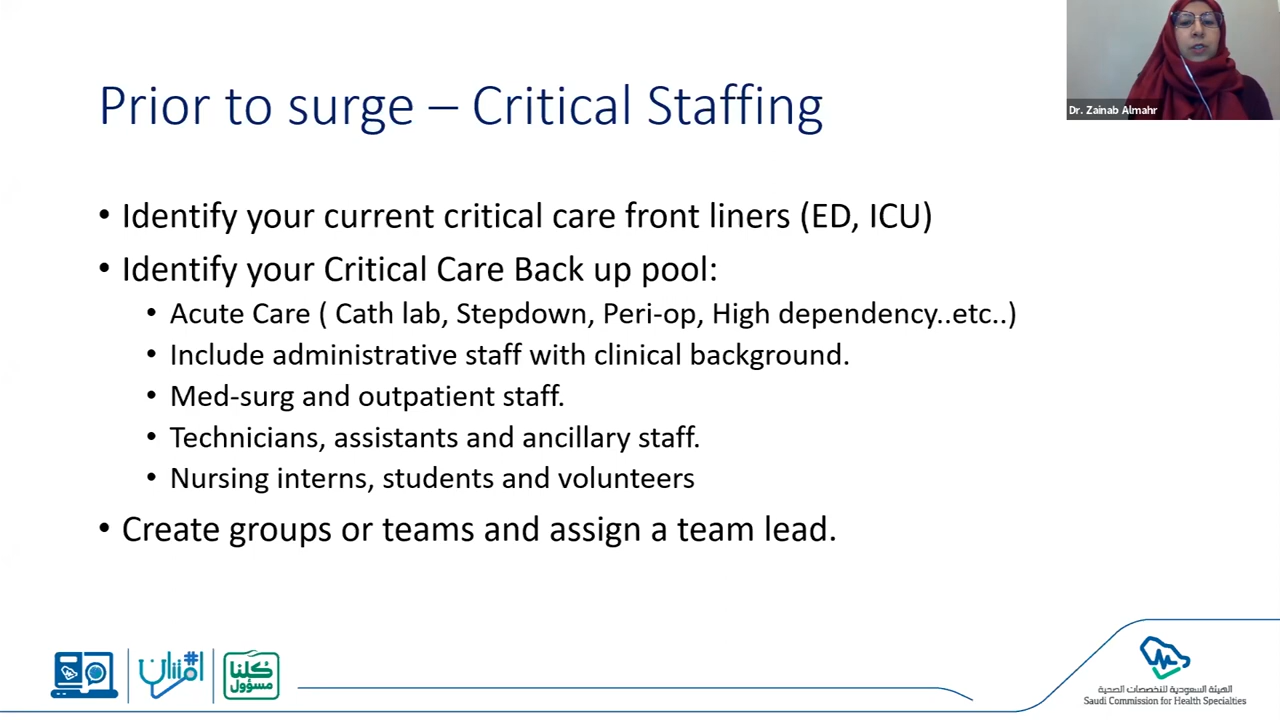 Prior to surge – Critical Staffing
Dr. Zainab Almahr
• Identify your current critical care front liners (ED, ICU)
• Identify your Critical Care Back up pool:
• Acute Care ( Cath lab, Stepdown, Peri-op, High dependency..etc..)
• Include administrative staff with clinical background.
• Med-surg and outpatient staff.
• Technicians, assistants and ancillary staff.
• Nursing interns, students and volunteers
• Create groups or teams and assign a team lead.
كلنا
مسؤول
الهيئة السعودية للتخصصات الصحية
Saudi Commission for Health Specialties